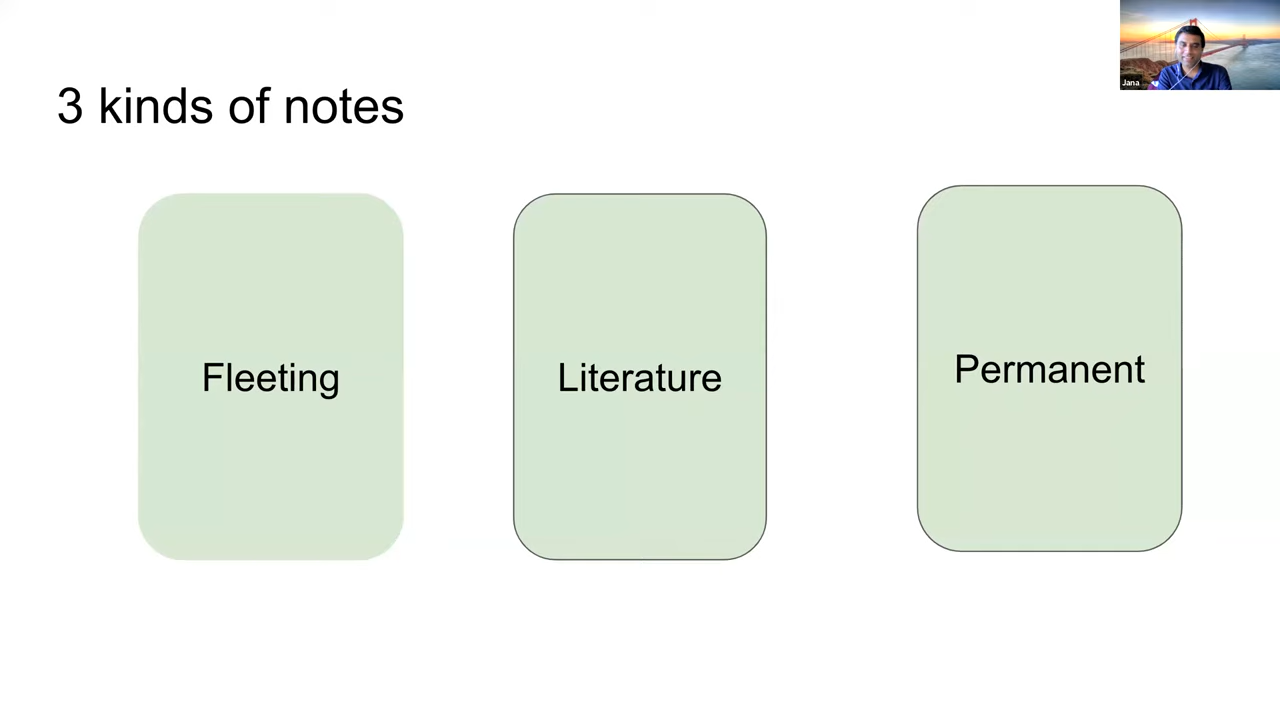 Jana
3 kinds of notes
Fleeting
Literature
Permanent